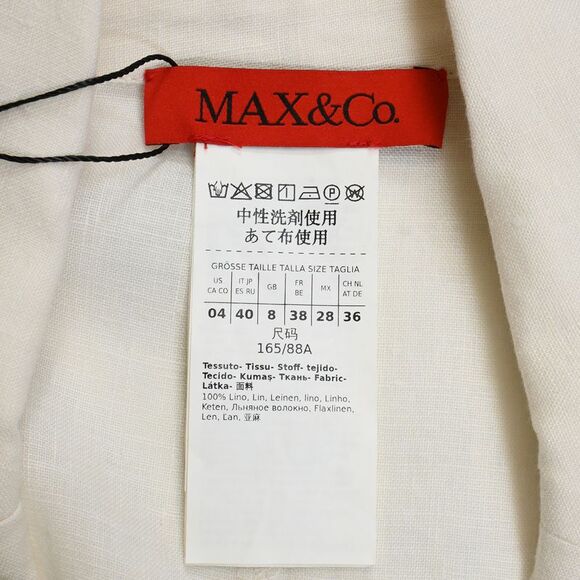 MAX&Co.
中性洗剤使用
あて布使用
GRÖSSE TAILLE TALLA SIZE TAGLIA
US CA CO IT JP ES RU GB FR BE MX CH NL AT DE
04 40 8 38 28 36
尺码
165/88A
Tessuto- Tissu- Stoff- tejido-
Tecido- Kumaş- Ткань- Fabric-
Látka- 面料
100% Lino, Lin, Leinen, lino, Linho,
Keten, Льняное волокно, Flaxlinen,
Len, Ľan, 亚麻